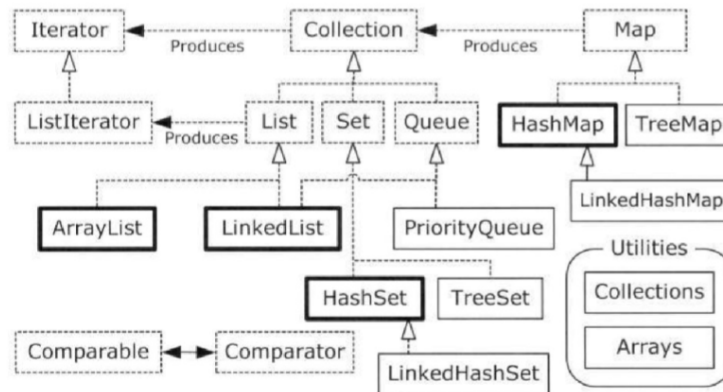 Iterator
Produces
Collection
Produces
Map
ListIterator
Produces
List
Set
Queue
HashMap
TreeMap
ArrayList
LinkedList
PriorityQueue
LinkedHashMap
Utilities
HashSet
TreeSet
Collections
Comparable
Comparator
Arrays
LinkedHashSet